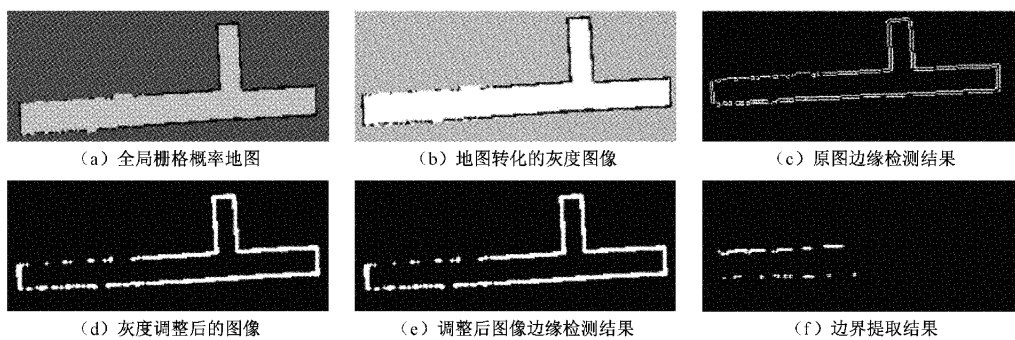 (a) 全局栅格概率地图
(b) 地图转化的灰度图像
(c) 原图边缘检测结果
(d) 灰度调整后的图像
(e) 调整后图像边缘检测结果
(f) 边界提取结果